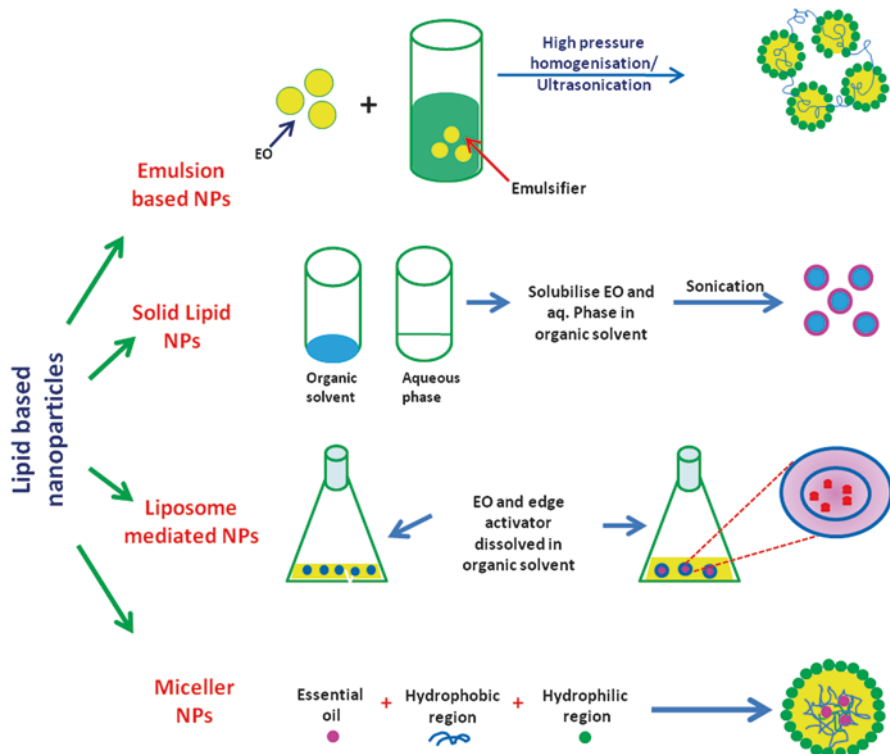 Lipid based
nanoparticles
Emulsion
based NPs
EO
+
Emulsifier
High pressure
homogenisation/
Ultrasonication
Solid Lipid
NPs
Organic
solvent
Aqueous
phase
Solubilise EO and
aq. Phase in
organic solvent
Sonication
Liposome
mediated NPs
EO and edge
activator
dissolved in
organic solvent
Miceller
NPs
Essential
oil
+
Hydrophobic
region
+
Hydrophilic
region